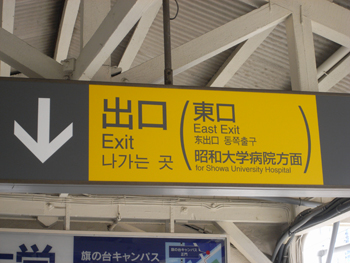 出口
Exit
나가는 곳
東口
East Exit
东出口 동쪽출구
昭和大学病院方面
for Showa University Hospital
旗の台キャンパス